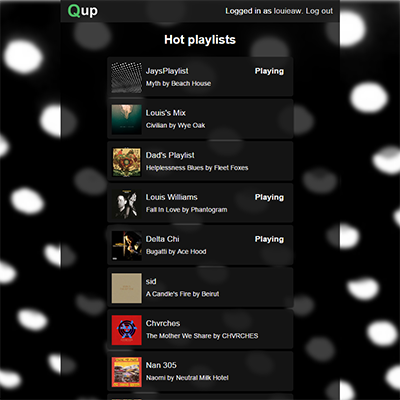 Qup
Logged in as louieaw. Log out
Hot playlists
JaysPlaylist Playing
Myth by Beach House
Louis's Mix
Civilian by Wye Oak
Dad's Playlist
Helplessness Blues by Fleet Foxes
Louis Williams Playing
Fall In Love by Phantogram
Delta Chi Playing
Bugatti by Ace Hood
sid
A Candle's Fire by Beirut
Chvrches
The Mother We Share by CHVRCHES
Nan 305
Naomi by Neutral Milk Hotel